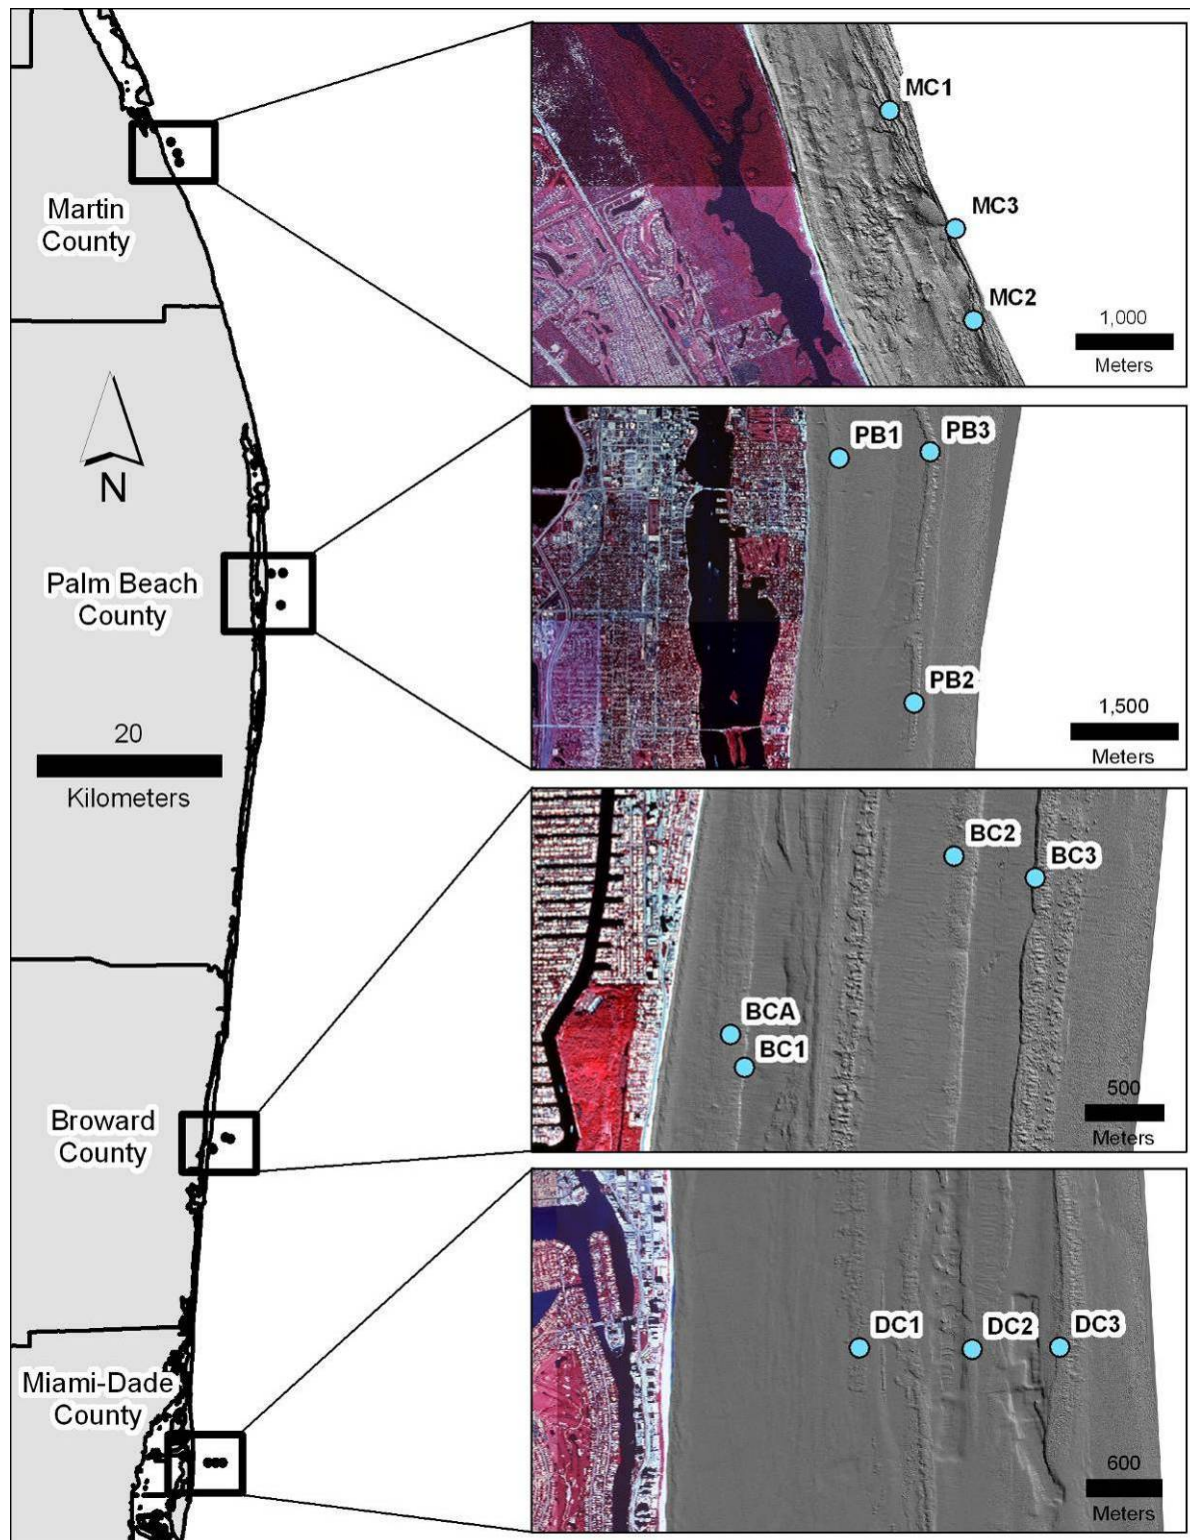 Martin
County
N
Palm Beach
County
20
Kilometers
Broward
County
Miami-Dade
County
MC1
MC3
MC2
1,000
Meters
PB1
PB3
PB2
1,500
Meters
BC2
BC3
BCA
BC1
500
Meters
DC1
DC2
DC3
600
Meters